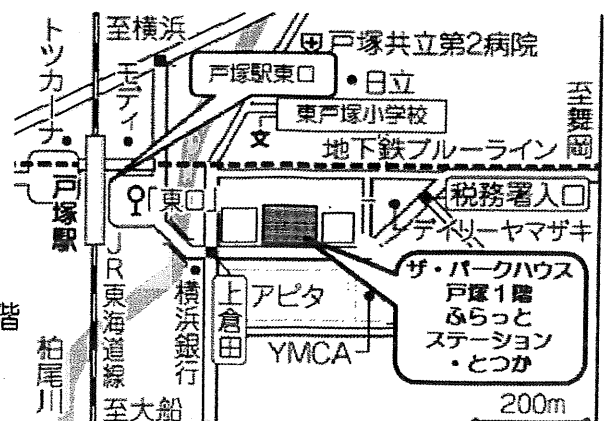 至横浜
トツカーナ
モディ
戸塚駅東口
戸塚共立第2病院
日立
東戸塚小学校
文
地下鉄ブルーライン
至舞岡
戸塚駅
東口
税務署入口
デイリーヤマザキ
JR東海道線
横浜銀行
上倉田
アピタ
YMCA
ザ・パークハウス
戸塚1階
ふらっと
ステーション
・とつか
階
柏尾川
至大船
200m